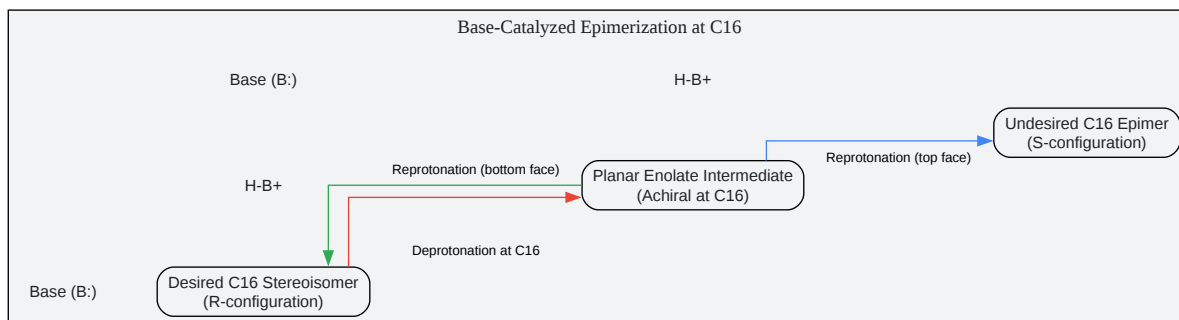 Base-Catalyzed Epimerization at C16
Base (B:)
H-B+
Undesired C16 Epimer
(S-configuration)
Reprotonation (top face)
Reprotonation (bottom face)
Planar Enolate Intermediate
(Achiral at C16)
H-B+
Deprotonation at C16
Desired C16 Stereoisomer
(R-configuration)
Base (B:)